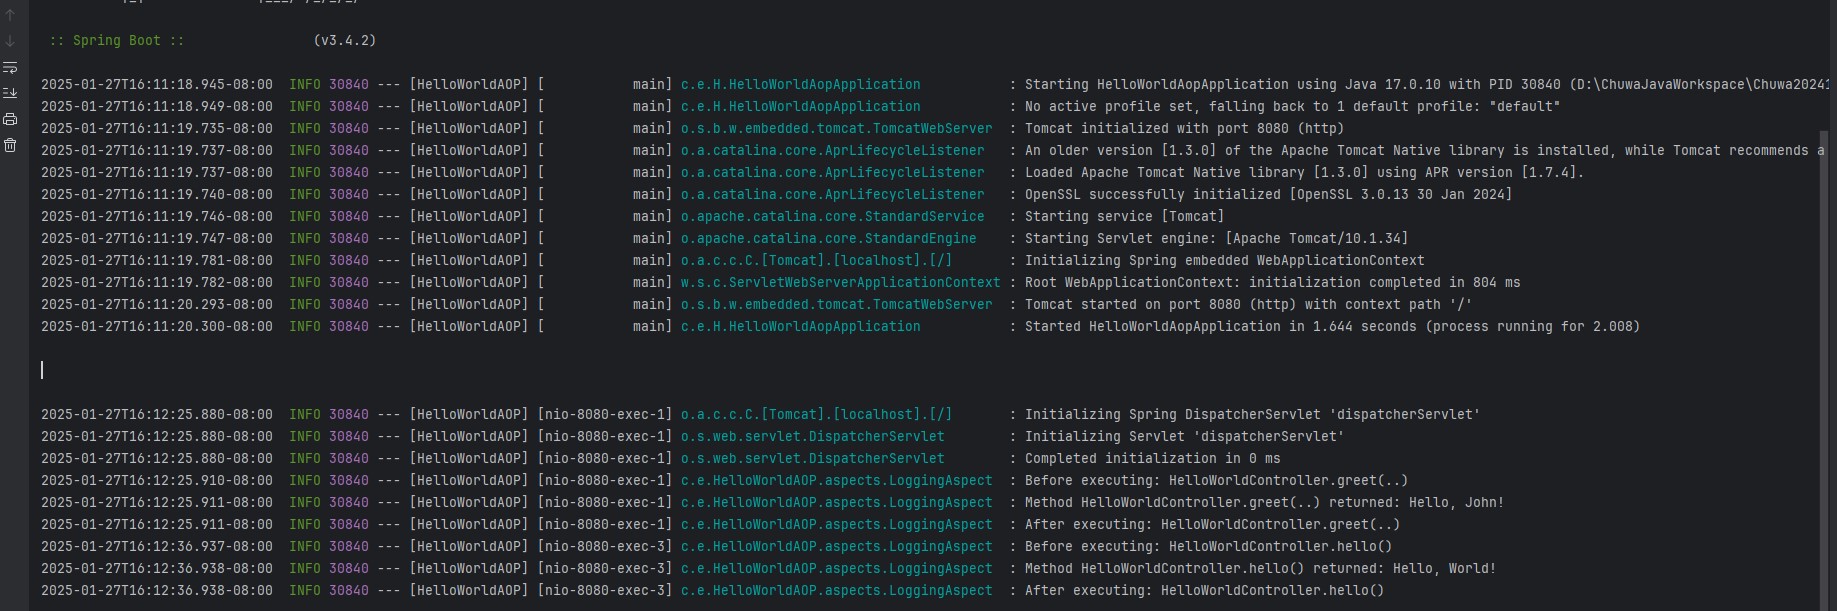 :: Spring Boot ::                (v3.4.2)
2025-01-27T16:11:18.945-08:00  INFO 30840 --- [HelloWorldAOP] [           main] c.e.H.HelloWorldAopApplication           : Starting HelloWorldAopApplication using Java 17.0.10 with PID 30840 (D:\ChuwaJavaWorkspace\Chuwa20241
2025-01-27T16:11:18.949-08:00  INFO 30840 --- [HelloWorldAOP] [           main] c.e.H.HelloWorldAopApplication           : No active profile set, falling back to 1 default profile: "default"
2025-01-27T16:11:19.735-08:00  INFO 30840 --- [HelloWorldAOP] [           main] o.s.b.w.embedded.tomcat.TomcatWebServer  : Tomcat initialized with port 8080 (http)
2025-01-27T16:11:19.737-08:00  INFO 30840 --- [HelloWorldAOP] [           main] o.a.catalina.core.AprLifecycleListener   : An older version [1.3.0] of the Apache Tomcat Native library is installed, while Tomcat recommends a
2025-01-27T16:11:19.737-08:00  INFO 30840 --- [HelloWorldAOP] [           main] o.a.catalina.core.AprLifecycleListener   : Loaded Apache Tomcat Native library [1.3.0] using APR version [1.7.4].
2025-01-27T16:11:19.740-08:00  INFO 30840 --- [HelloWorldAOP] [           main] o.a.catalina.core.AprLifecycleListener   : OpenSSL successfully initialized [OpenSSL 3.0.13 30 Jan 2024]
2025-01-27T16:11:19.746-08:00  INFO 30840 --- [HelloWorldAOP] [           main] o.apache.catalina.core.StandardService   : Starting service [Tomcat]
2025-01-27T16:11:19.747-08:00  INFO 30840 --- [HelloWorldAOP] [           main] o.apache.catalina.core.StandardEngine    : Starting Servlet engine: [Apache Tomcat/10.1.34]
2025-01-27T16:11:19.781-08:00  INFO 30840 --- [HelloWorldAOP] [           main] o.a.c.c.C.[Tomcat].[localhost].[/]       : Initializing Spring embedded WebApplicationContext
2025-01-27T16:11:19.782-08:00  INFO 30840 --- [HelloWorldAOP] [           main] w.s.c.ServletWebServerApplicationContext : Root WebApplicationContext: initialization completed in 804 ms
2025-01-27T16:11:20.293-08:00  INFO 30840 --- [HelloWorldAOP] [           main] o.s.b.w.embedded.tomcat.TomcatWebServer  : Tomcat started on port 8080 (http) with context path '/'
2025-01-27T16:11:20.300-08:00  INFO 30840 --- [HelloWorldAOP] [           main] c.e.H.HelloWorldAopApplication           : Started HelloWorldAopApplication in 1.644 seconds (process running for 2.008)
2025-01-27T16:12:25.880-08:00  INFO 30840 --- [HelloWorldAOP] [nio-8080-exec-1] o.a.c.c.C.[Tomcat].[localhost].[/]       : Initializing Spring DispatcherServlet 'dispatcherServlet'
2025-01-27T16:12:25.880-08:00  INFO 30840 --- [HelloWorldAOP] [nio-8080-exec-1] o.s.web.servlet.DispatcherServlet        : Initializing Servlet 'dispatcherServlet'
2025-01-27T16:12:25.880-08:00  INFO 30840 --- [HelloWorldAOP] [nio-8080-exec-1] o.s.web.servlet.DispatcherServlet        : Completed initialization in 0 ms
2025-01-27T16:12:25.910-08:00  INFO 30840 --- [HelloWorldAOP] [nio-8080-exec-1] c.e.HelloWorldAOP.aspects.LoggingAspect  : Before executing: HelloWorldController.greet(..)
2025-01-27T16:12:25.911-08:00  INFO 30840 --- [HelloWorldAOP] [nio-8080-exec-1] c.e.HelloWorldAOP.aspects.LoggingAspect  : Method HelloWorldController.greet(..) returned: Hello, John!
2025-01-27T16:12:25.911-08:00  INFO 30840 --- [HelloWorldAOP] [nio-8080-exec-1] c.e.HelloWorldAOP.aspects.LoggingAspect  : After executing: HelloWorldController.greet(..)
2025-01-27T16:12:36.937-08:00  INFO 30840 --- [HelloWorldAOP] [nio-8080-exec-3] c.e.HelloWorldAOP.aspects.LoggingAspect  : Before executing: HelloWorldController.hello()
2025-01-27T16:12:36.938-08:00  INFO 30840 --- [HelloWorldAOP] [nio-8080-exec-3] c.e.HelloWorldAOP.aspects.LoggingAspect  : Method HelloWorldController.hello() returned: Hello, World!
2025-01-27T16:12:36.938-08:00  INFO 30840 --- [HelloWorldAOP] [nio-8080-exec-3] c.e.HelloWorldAOP.aspects.LoggingAspect  : After executing: HelloWorldController.hello()